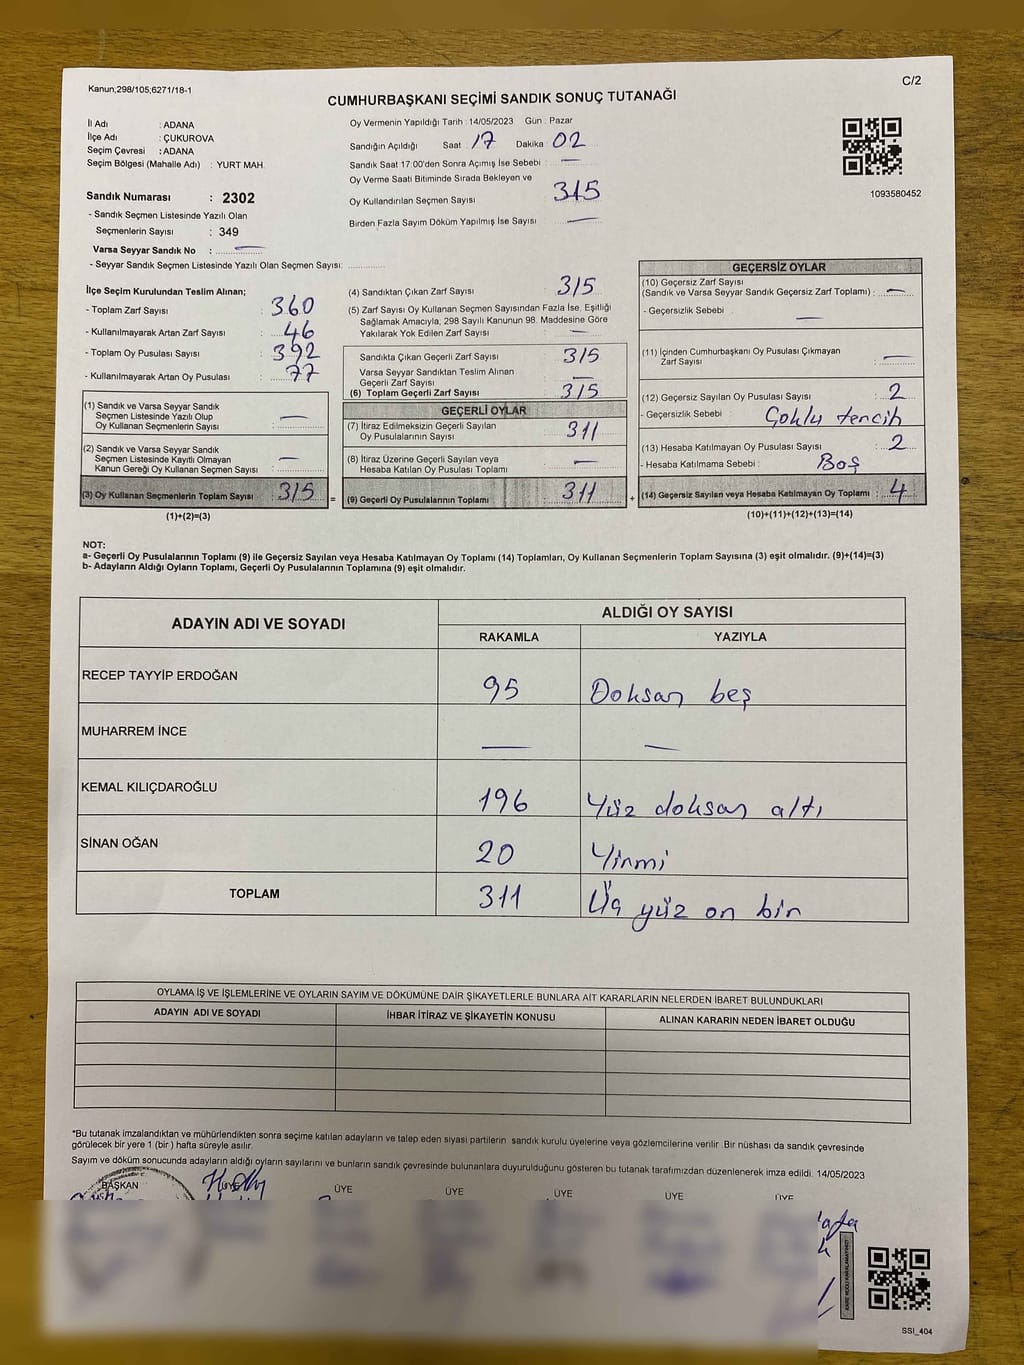 Kanun;298/105;6271/18-1
C/2
CUMHURBAŞKANI SEÇİMİ SANDIK SONUÇ TUTANAĞI
İl Adı : ADANA
İlçe Adı : ÇUKUROVA
Seçim Çevresi : ADANA
Seçim Bölgesi (Mahalle Adı) : YURT MAH.
Sandık Numarası : 2302
- Sandık Seçmen Listesinde Yazılı Olan
Seçmenlerin Sayısı : 349
Varsa Seyyar Sandık No : —
- Seyyar Sandık Seçmen Listesinde Yazılı Olan Seçmen Sayısı:
Oy Vermenin Yapıldığı Tarih : 14/05/2023 Gün : Pazar
Sandığın Açıldığı Saat : 17 Dakika : 02
Sandık Saat 17:00'den Sonra Açımış İse Sebebi : —
Oy Verme Saati Bitiminde Sırada Bekleyen ve
Oy Kullandırılan Seçmen Sayısı : 315
Birden Fazla Sayım Döküm Yapılmış İse Sayısı : —
1093580452
İlçe Seçim Kurulundan Teslim Alınan;
- Toplam Zarf Sayısı : 360
- Kullanılmayarak Artan Zarf Sayısı : 46
- Toplam Oy Pusulası Sayısı : 392
- Kullanılmayarak Artan Oy Pusulası : 77
(1) Sandık ve Varsa Seyyar Sandık
Seçmen Listesinde Yazılı Olup
Oy Kullanan Seçmenlerin Sayısı : —
(2) Sandık ve Varsa Seyyar Sandık
Seçmen Listesinde Kayıtlı Olmayan
Kanun Gereği Oy Kullanan Seçmen Sayısı : —
(3) Oy Kullanan Seçmenlerin Toplam Sayısı : 315 =
(1)+(2)=(3)
(4) Sandıktan Çıkan Zarf Sayısı : 315
(5) Zarf Sayısı Oy Kullanan Seçmen Sayısından Fazla İse, Eşitliği
Sağlamak Amacıyla, 298 Sayılı Kanunun 98. Maddesine Göre
Yakılarak Yok Edilen Zarf Sayısı : —
Sandıkta Çıkan Geçerli Zarf Sayısı : 315
Varsa Seyyar Sandıktan Teslim Alınan
Geçerli Zarf Sayısı : —
(6) Toplam Geçerli Zarf Sayısı : 315
GEÇERLİ OYLAR
(7) İtiraz Edilmeksizin Geçerli Sayılan
Oy Pusulalarının Sayısı : 311
(8) İtiraz Üzerine Geçerli Sayılan veya
Hesaba Katılan Oy Pusulası Toplamı : —
(9) Geçerli Oy Pusulalarının Toplamı : 311 +
GEÇERSİZ OYLAR
(10) Geçersiz Zarf Sayısı
(Sandık ve Varsa Seyyar Sandık Geçersiz Zarf Toplamı) : —
- Geçersizlik Sebebi : —
(11) İçinden Cumhurbaşkanı Oy Pusulası Çıkmayan
Zarf Sayısı : —
(12) Geçersiz Sayılan Oy Pusulası Sayısı : 2
- Geçersizlik Sebebi : Çoklu tercih
(13) Hesaba Katılmayan Oy Pusulası Sayısı : 2
- Hesaba Katılmama Sebebi : Boş
(14) Geçersiz Sayılan veya Hesaba Katılmayan Oy Toplamı : 4
(10)+(11)+(12)+(13)=(14)
NOT:
a- Geçerli Oy Pusulalarının Toplamı (9) ile Geçersiz Sayılan veya Hesaba Katılmayan Oy Toplamı (14) Toplamları, Oy Kullanan Seçmenlerin Toplam Sayısına (3) eşit olmalıdır. (9)+(14)=(3)
b- Adayların Aldığı Oyların Toplamı, Geçerli Oy Pusulalarının Toplamına (9) eşit olmalıdır.
ADAYIN ADI VE SOYADI ALDIĞI OY SAYISI
RAKAMLA YAZIYLA
RECEP TAYYİP ERDOĞAN 95 Doksan beş
MUHARREM İNCE — —
KEMAL KILIÇDAROĞLU 196 Yüz doksan altı
SİNAN OĞAN 20 Yirmi
TOPLAM 311 Üç yüz on bin
OYLAMA İŞ VE İŞLEMLERİNE VE OYLARIN SAYIM VE DÖKÜMÜNE DAİR ŞİKAYETLERLE BUNLARA AİT KARARLARIN NELERDEN İBARET BULUNDUKLARI
ADAYIN ADI VE SOYADI İHBAR İTİRAZ VE ŞİKAYETİN KONUSU ALINAN KARARIN NEDEN İBARET OLDUĞU
*Bu tutanak imzalandıktan ve mühürlendikten sonra seçime katılan adayların ve talep eden siyasi partilerin sandık kurulu üyelerine veya gözlemcilerine verilir .Bir nüshası da sandık çevresinde
görülecek bir yere 1 (bir ) hafta süreyle asılır.
Sayım ve döküm sonucunda adayların aldığı oyların sayılarını ve bunların sandık çevresinde bulunanlara duyurulduğunu gösteren bu tutanak tarafımızdan düzenlenerek imza edildi. 14/05/2023
BAŞKAN ÜYE ÜYE ÜYE ÜYE ÜYE ÜYE
KARE KODU KARALAMAYINIZ!
SSI_404